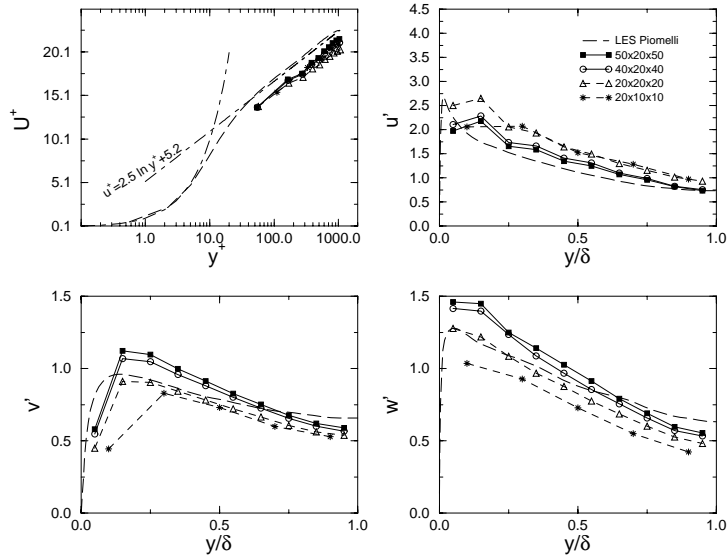 20.1
15.1
10.1
5.1
0.1
U+
u+=2.5 ln y+ +5.2
1.0
10.0
100.0
1000.0
y+
5.0
4.5
4.0
3.5
3.0
2.5
2.0
1.5
1.0
0.5
0.0
u'
LES Piomelli
50x20x50
40x20x40
20x20x20
20x10x10
0.0
0.5
1.0
y/δ
1.5
1.0
0.5
0.0
v'
0.0
0.5
1.0
y/δ
1.5
1.0
0.5
0.0
w'
0.0
0.5
1.0
y/δ